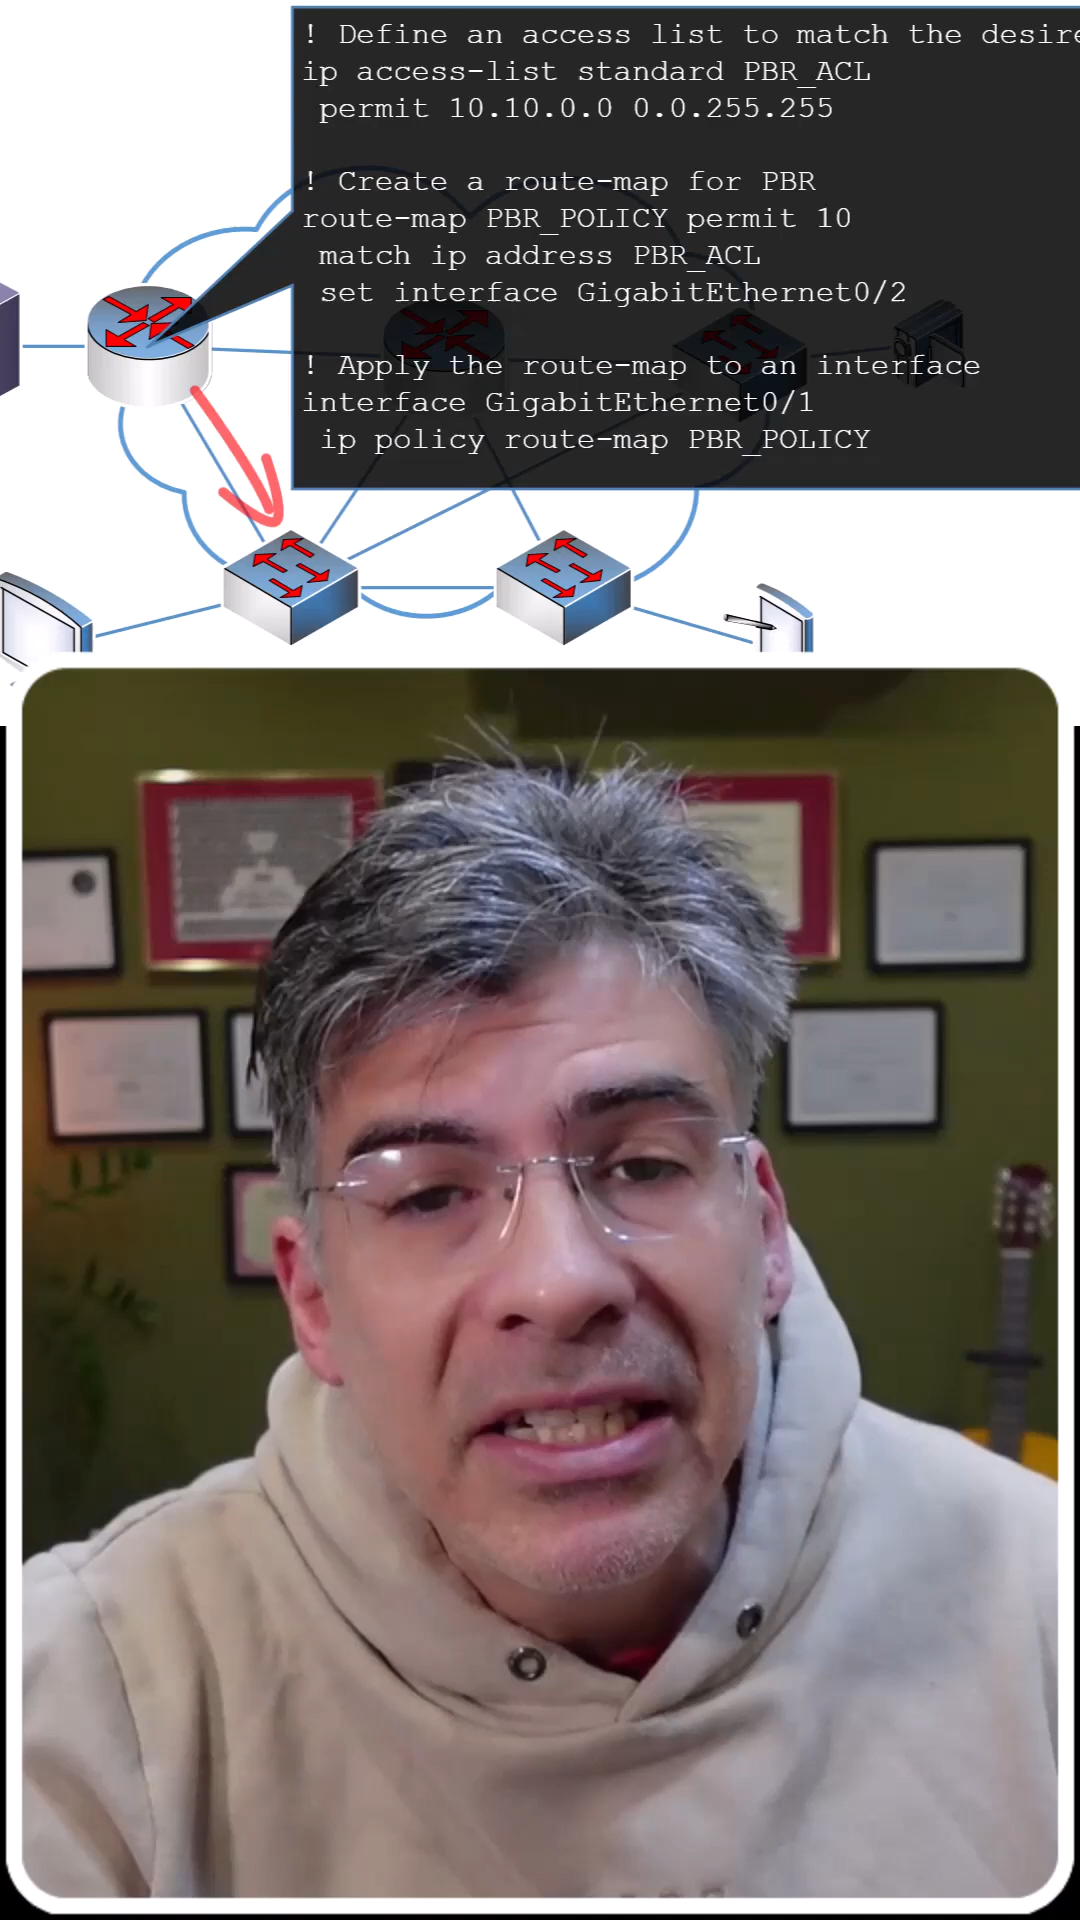 ! Define an access list to match the desire
ip access-list standard PBR_ACL
permit 10.10.0.0 0.0.255.255
! Create a route-map for PBR
route-map PBR_POLICY permit 10
match ip address PBR_ACL
set interface GigabitEthernet0/2
! Apply the route-map to an interface
interface GigabitEthernet0/1
ip policy route-map PBR_POLICY